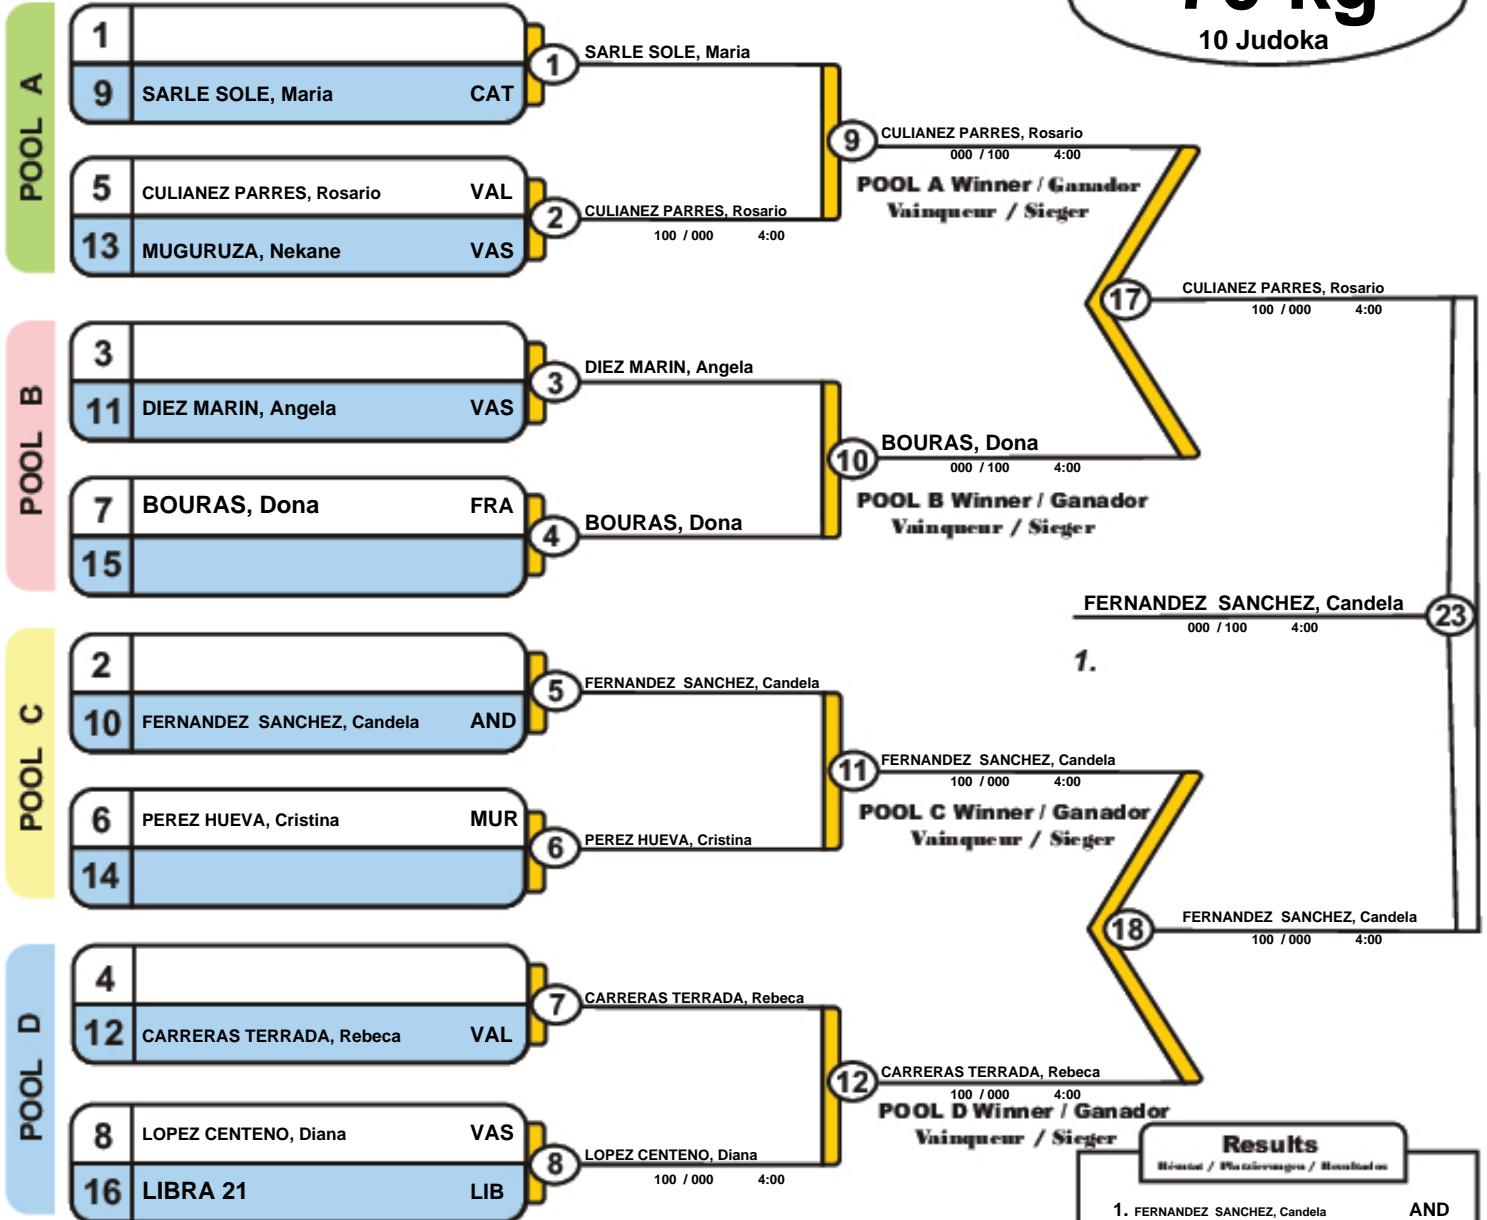 10 Judoka
POOL A
1
9 SARLE SOLE, Maria CAT
5 CULIANEZ PARRES, Rosario VAL
13 MUGURUZA, Nekane VAS
1 SARLE SOLE, Maria
2 CULIANEZ PARRES, Rosario
100 / 000 4:00
9 CULIANEZ PARRES, Rosario
000 / 100 4:00
POOL A Winner / Ganador
Vainqueur / Sieger
POOL B
3
11 DIEZ MARIN, Angela VAS
7 BOURAS, Dona FRA
15
3 DIEZ MARIN, Angela
4 BOURAS, Dona
10 BOURAS, Dona
000 / 100 4:00
POOL B Winner / Ganador
Vainqueur / Sieger
17 CULIANEZ PARRES, Rosario
100 / 000 4:00
FERNANDEZ SANCHEZ, Candela 23
000 / 100 4:00
1.
POOL C
2
10 FERNANDEZ SANCHEZ, Candela AND
6 PEREZ HUEVA, Cristina MUR
14
5 FERNANDEZ SANCHEZ, Candela
6 PEREZ HUEVA, Cristina
11 FERNANDEZ SANCHEZ, Candela
100 / 000 4:00
POOL C Winner / Ganador
Vainqueur / Sieger
18 FERNANDEZ SANCHEZ, Candela
100 / 000 4:00
POOL D
4
12 CARRERAS TERRADA, Rebeca VAL
8 LOPEZ CENTENO, Diana VAS
16 LIBRA 21 LIB
7 CARRERAS TERRADA, Rebeca
8 LOPEZ CENTENO, Diana
100 / 000 4:00
12 CARRERAS TERRADA, Rebeca
100 / 000 4:00
POOL D Winner / Ganador
Vainqueur / Sieger
Results
/ Platzierungen / Resultados
1. FERNANDEZ SANCHEZ, Candela AND